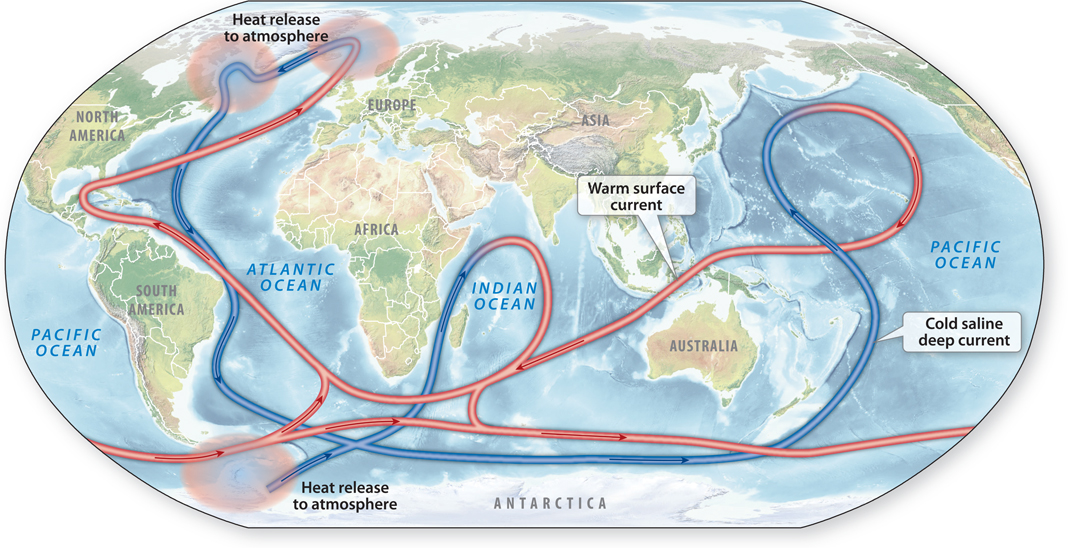 Heat release
to atmosphere
NORTH
AMERICA
EUROPE
ASIA
Warm surface
current
AFRICA
ATLANTIC
OCEAN
INDIAN
OCEAN
PACIFIC
OCEAN
SOUTH
AMERICA
PACIFIC
OCEAN
AUSTRALIA
Cold saline
deep current
Heat release
to atmosphere
ANTARCTICA